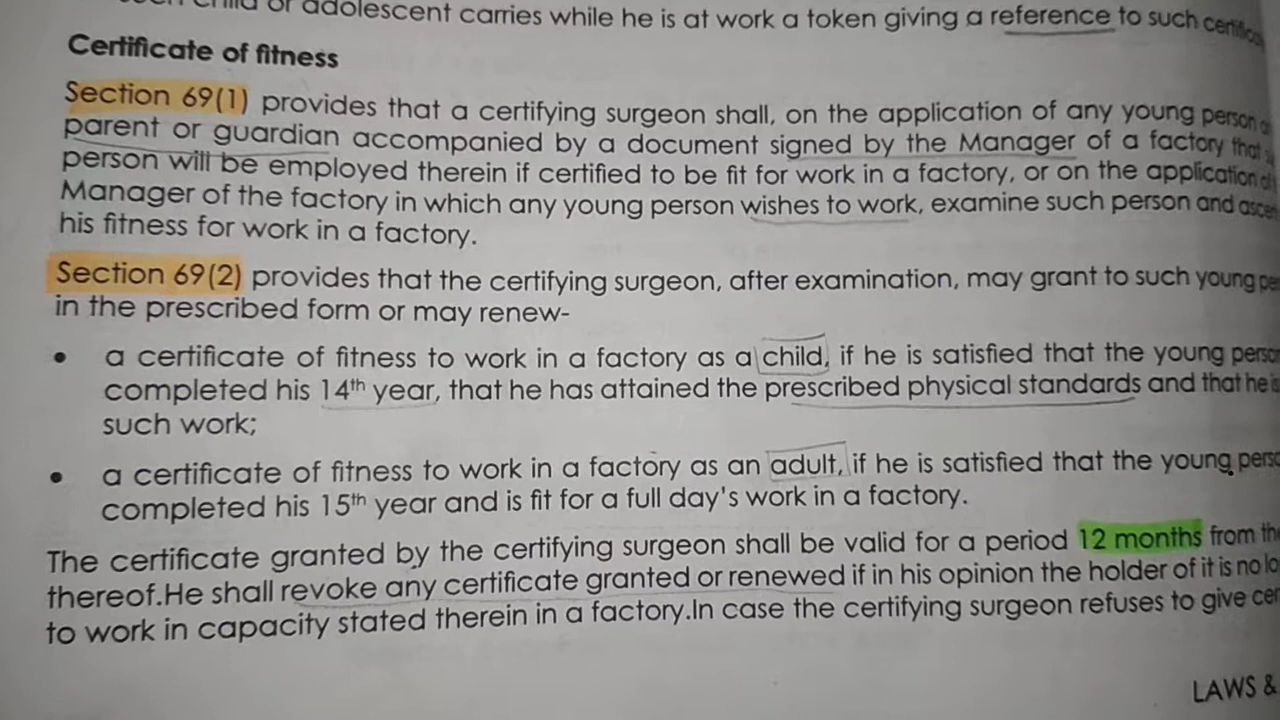 child or adolescent carries while he is at work a token giving a reference to such
Certificate of fitness
Section 69(1) provides that a certifying surgeon shall, on the application of any young person
parent or guardian accompanied by a document signed by the Manager of a factory that
person will be employed therein if certified to be fit for work in a factory, or on the application
Manager of the factory in which any young person wishes to work, examine such person and
his fitness for work in a factory.
Section 69(2) provides that the certifying surgeon, after examination, may grant to such young
in the prescribed form or may renew-
• a certificate of fitness to work in a factory as a child, if he is satisfied that the young
completed his 14th year, that he has attained the prescribed physical standards and that he
such work;
• a certificate of fitness to work in a factory as an adult, if he is satisfied that the young
completed his 15th year and is fit for a full day's work in a factory.
The certificate granted by the certifying surgeon shall be valid for a period 12 months from
thereof.He shall revoke any certificate granted or renewed if in his opinion the holder of it is no
to work in capacity stated therein in a factory.In case the certifying surgeon refuses to give
LAWS &